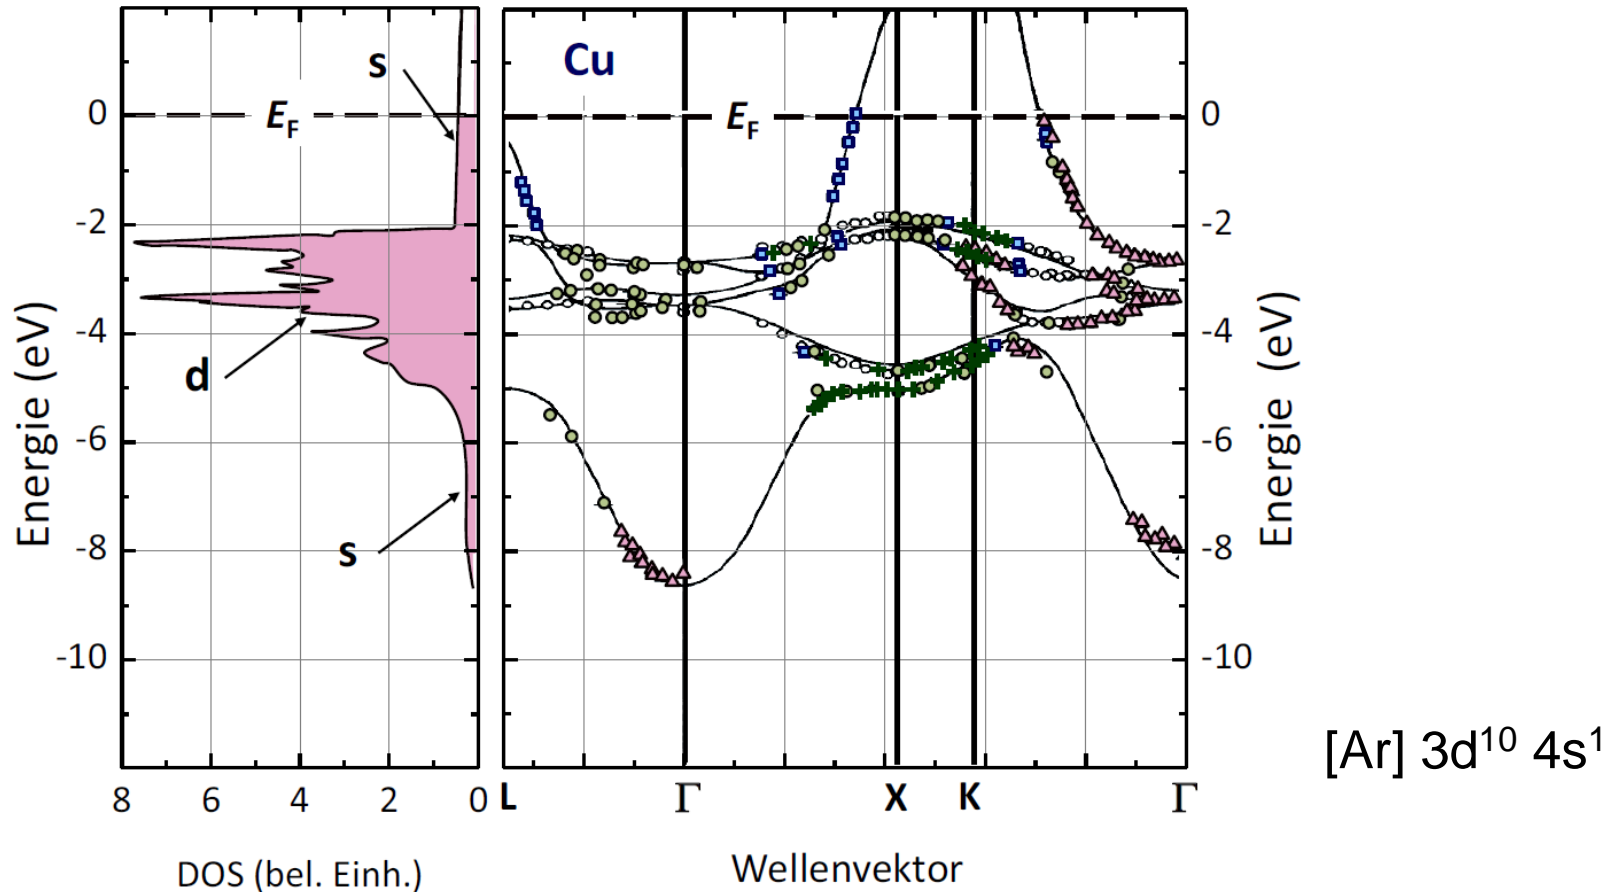 s
Cu
0
E_F
E_F
0
-2
-2
-4
-4
d
-6
-6
s
-8
-8
-10
-10
Energie (eV)
Energie (eV)
[Ar] 3d¹⁰ 4s¹
8 6 4 2 0 L Γ X K Γ
DOS (bel. Einh.)
Wellenvektor